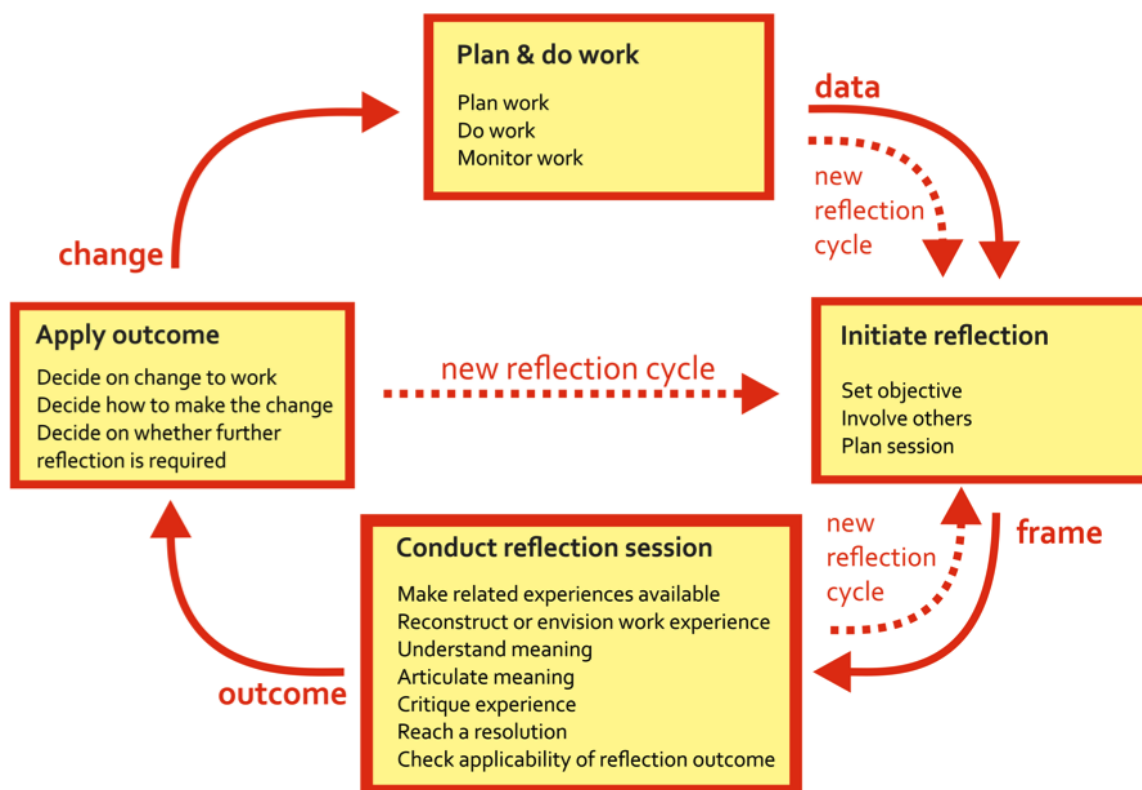 Plan & do work
Plan work
Do work
Monitor work
data
new
reflection
cycle
change
Apply outcome
Decide on change to work
Decide how to make the change
Decide on whether further
reflection is required
new reflection cycle
Initiate reflection
Set objective
Involve others
Plan session
Conduct reflection session
Make related experiences available
Reconstruct or envision work experience
Understand meaning
Articulate meaning
Critique experience
Reach a resolution
Check applicability of reflection outcome
new
reflection
cycle
frame
outcome